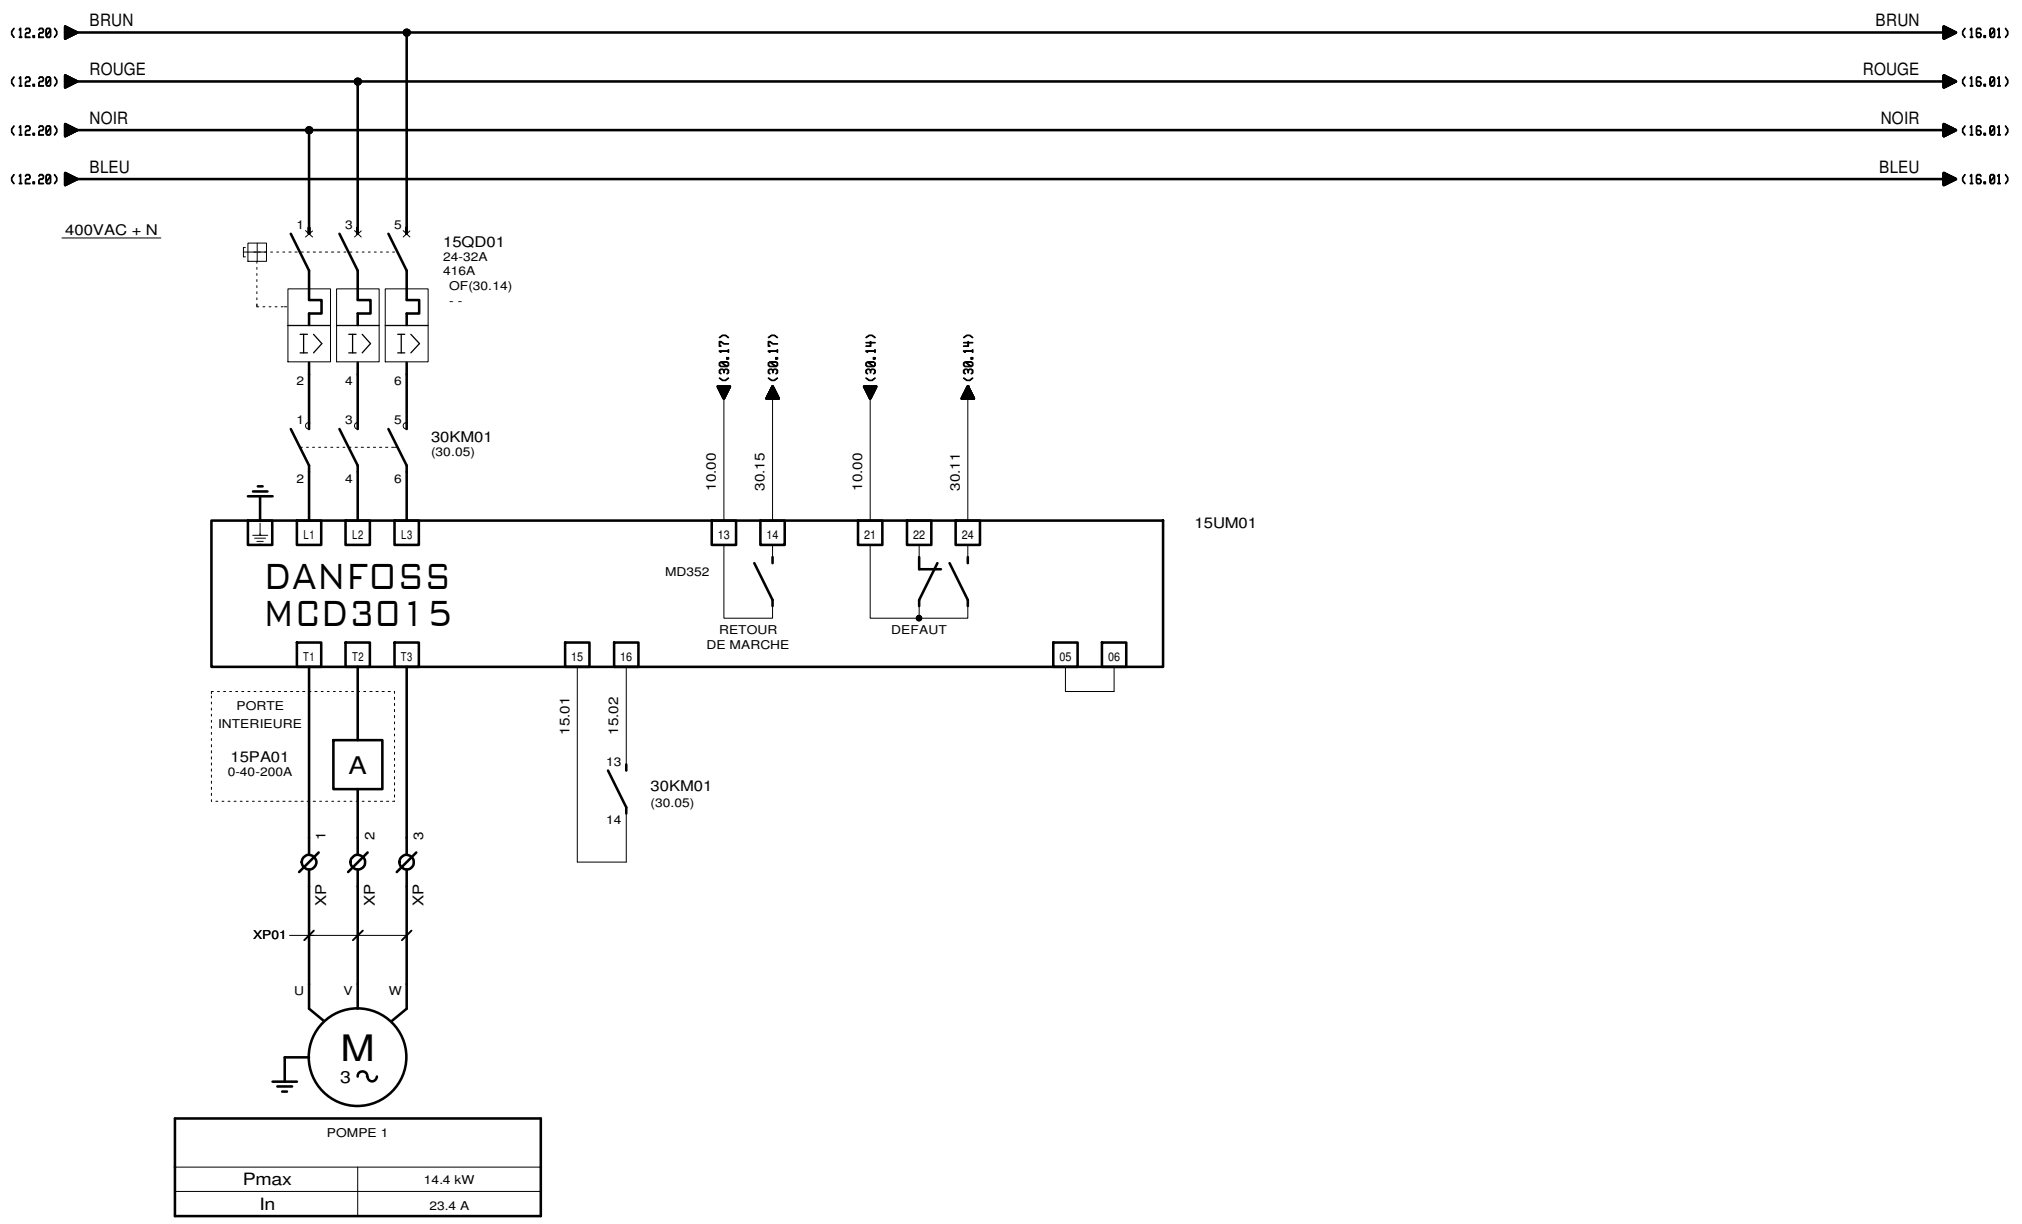 BRUN
BRUN
(12.20)
(16.01)
ROUGE
ROUGE
(12.20)
(16.01)
NOIR
NOIR
(12.20)
(16.01)
BLEU
BLEU
(12.20)
(16.01)
400VAC + N
1
3
5
15QD01
24-32A
416A
OF(30.14)
- -
I>
I>
I>
2
4
6
1
3
5
30KM01
(30.05)
2
4
6
(30.17)
(30.17)
(30.14)
(30.14)
10.00
30.15
10.00
30.11
L1
L2
L3
13
14
21
22
24
15UM01
DANFOSS
MCD3015
MD352
RETOUR
DE MARCHE
DEFAUT
T1
T2
T3
15
16
05
06
PORTE
INTERIEURE
15PA01
0-40-200A
A
15.01
15.02
13
14
30KM01
(30.05)
1
2
3
XP
XP
XP
XP01
U
V
W
M
3
POMPE 1
Pmax
14.4 kW
In
23.4 A